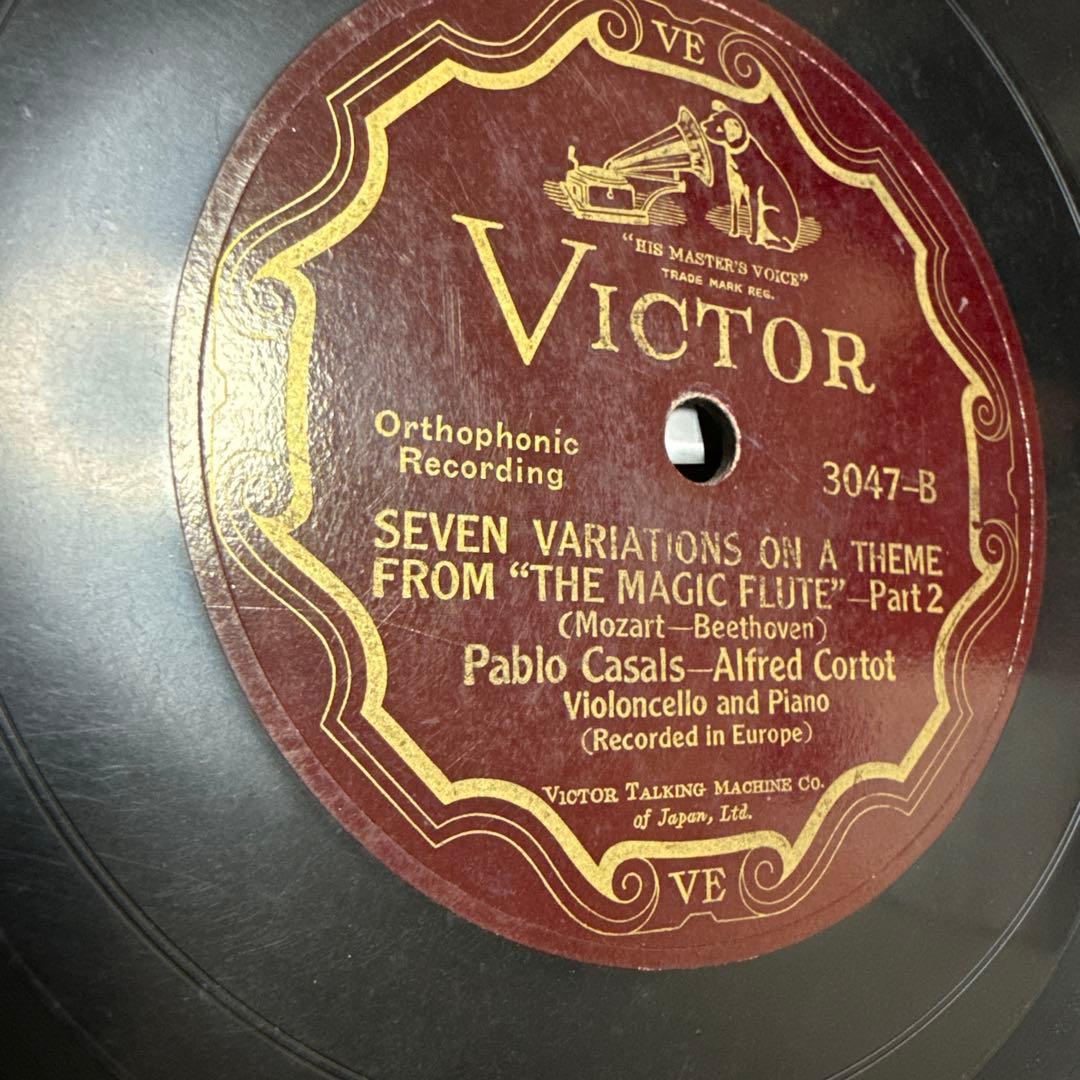 VE
"HIS MASTER'S VOICE"
TRADE MARK REG.
VICTOR
Orthophonic
Recording
3047-B
SEVEN VARIATIONS ON A THEME
FROM "THE MAGIC FLUTE"—Part 2
(Mozart—Beethoven)
Pablo Casals—Alfred Cortot
Violoncello and Piano
(Recorded in Europe)
VICTOR TALKING MACHINE CO.
of Japan, Ltd.
VE